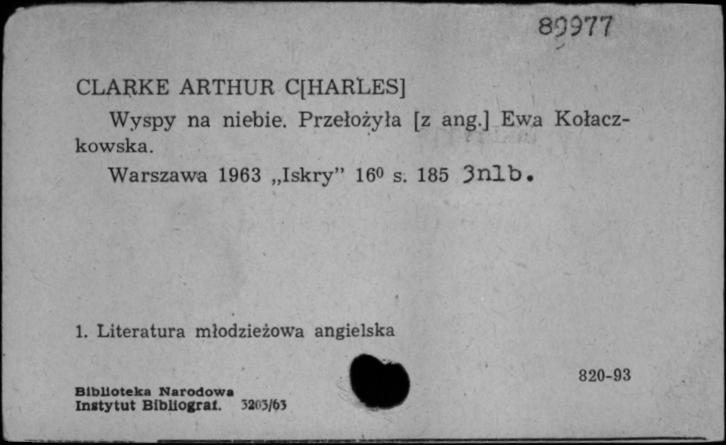 89977
CLARKE ARTHUR C[HARLES]
Wyspy na niebie. Przełożyła [z ang.] Ewa Kołacz-
kowska.
Warszawa 1963 „Iskry” 16⁰ s. 185 3nlb.
1. Literatura młodzieżowa angielska
820-93
Biblioteka Narodowa
Instytut Bibliograf. 3203/63